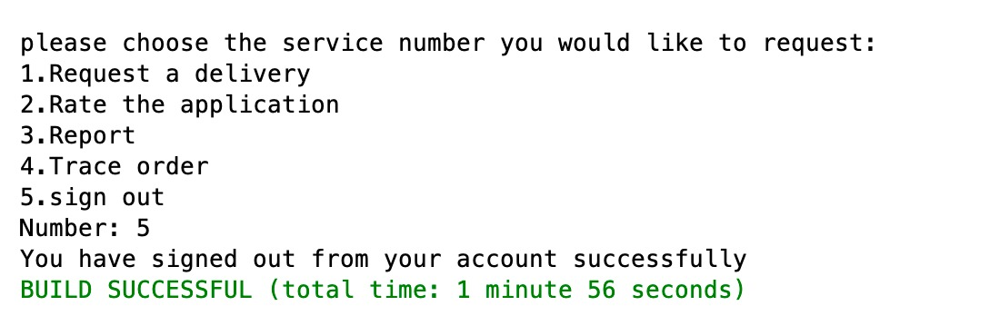 please choose the service number you would like to request:
1.Request a delivery
2.Rate the application
3.Report
4.Trace order
5.sign out
Number: 5
You have signed out from your account successfully
BUILD SUCCESSFUL (total time: 1 minute 56 seconds)